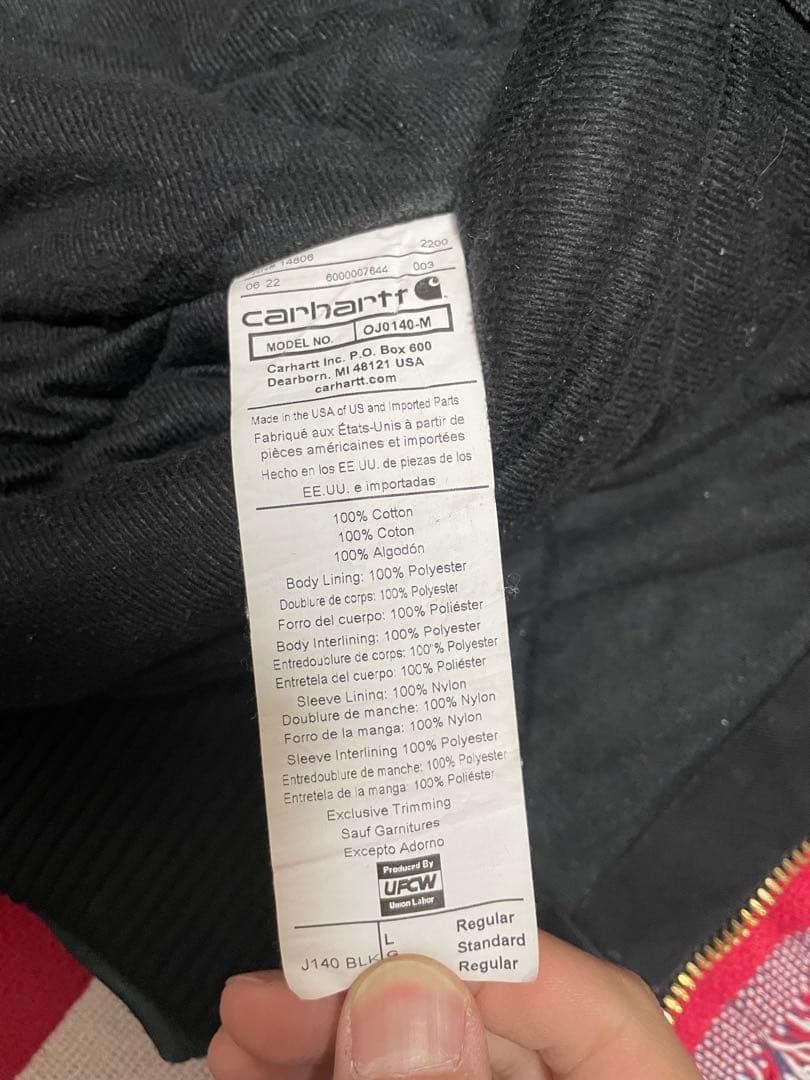 14806 2200
06 22 6000007644 003
carhartt
MODEL NO. OJ0140-M
Carhartt Inc. P.O. Box 600
Dearborn, MI 48121 USA
carhartt.com
Made in the USA of US and Imported Parts
Fabriqué aux États-Unis à partir de
pièces américaines et importées
Hecho en los EE.UU. de piezas de los
EE.UU. e importadas
100% Cotton
100% Coton
100% Algodón
Body Lining: 100% Polyester
Doublure de corps: 100% Polyester
Forro del cuerpo: 100% Poliéster
Body Interlining: 100% Polyester
Entredoublure de corps: 100% Polyester
Entretela del cuerpo: 100% Poliéster
Sleeve Lining: 100% Nylon
Doublure de manche: 100% Nylon
Forro de la manga: 100% Nylon
Sleeve Interlining 100% Polyester
Entredoublure de manche: 100% Polyester
Entretela de la manga: 100% Poliéster
Exclusive Trimming
Sauf Garnitures
Excepto Adorno
Produced By
UFCW
Union Labor
L Regular
Standard
J140 BLK Regular